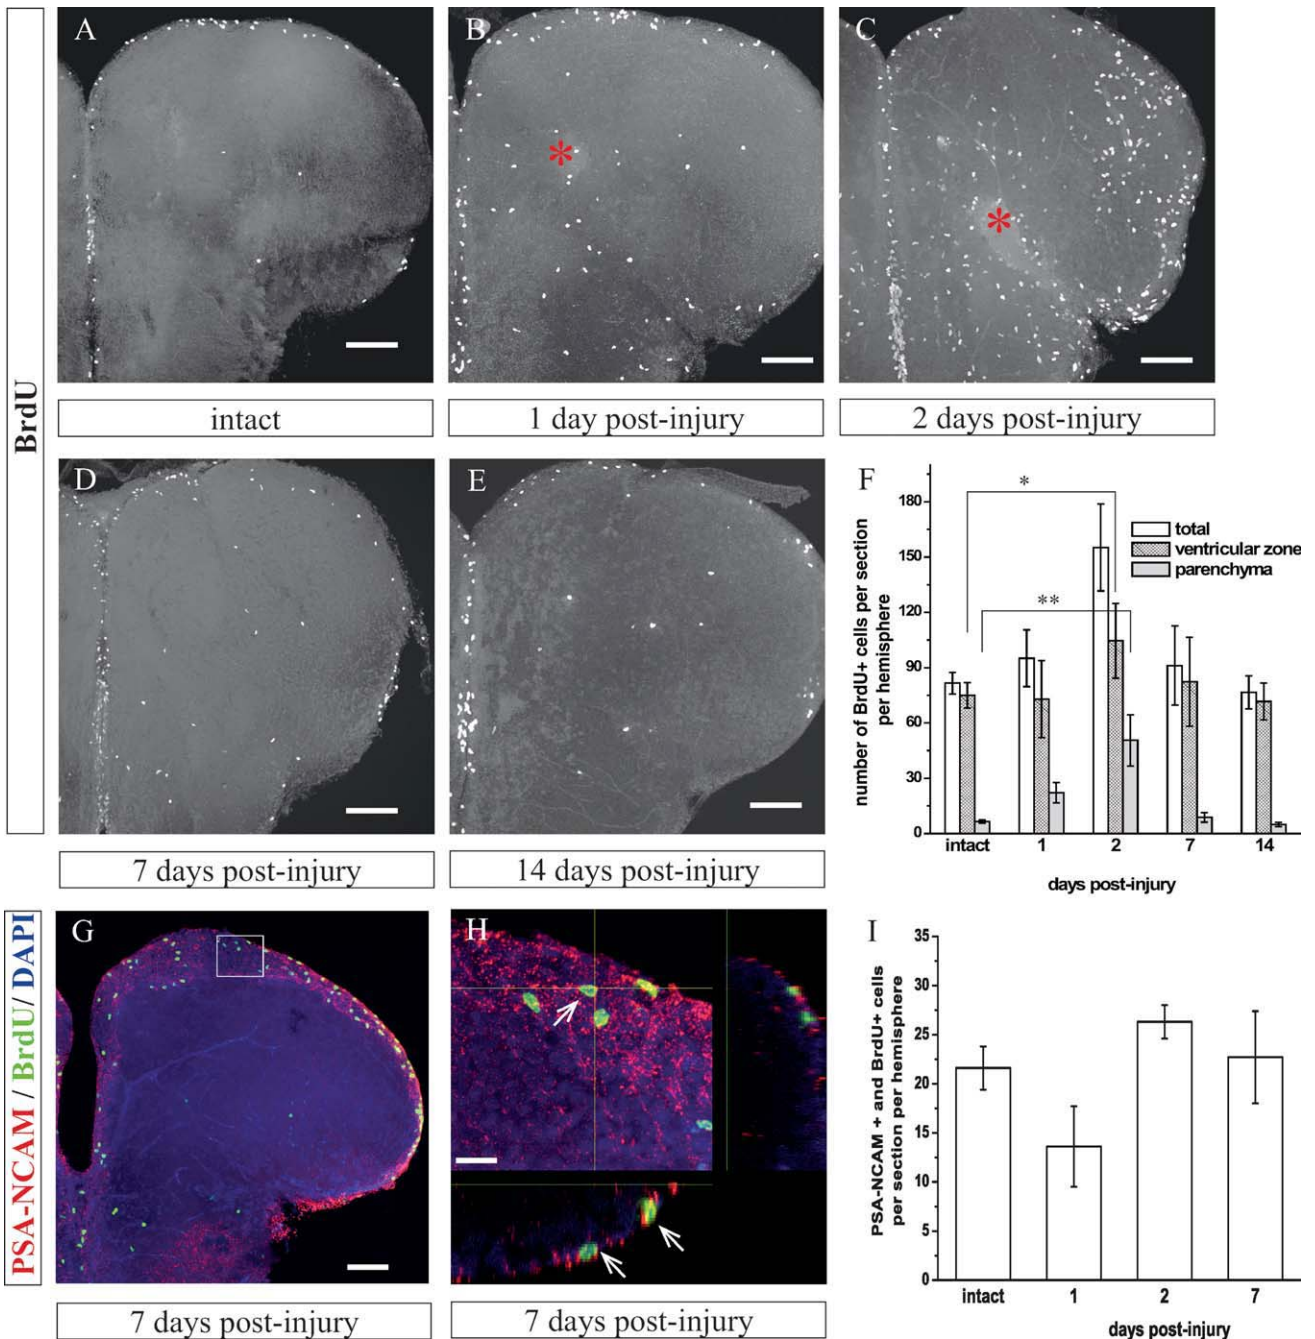 BrdU
A
B
C
intact
1 day post-injury
2 days post-injury
D
E
7 days post-injury
14 days post-injury
F
number of BrdU+ cells per section
per hemisphere
180
150
120
90
60
30
0
*
**
total
ventricular zone
parenchyma
intact
1
2
7
14
days post-injury
PSA-NCAM / BrdU / DAPI
G
H
7 days post-injury
7 days post-injury
I
PSA-NCAM + and BrdU+ cells
per section per hemisphere
35
30
25
20
15
10
5
0
intact
1
2
7
days post-injury